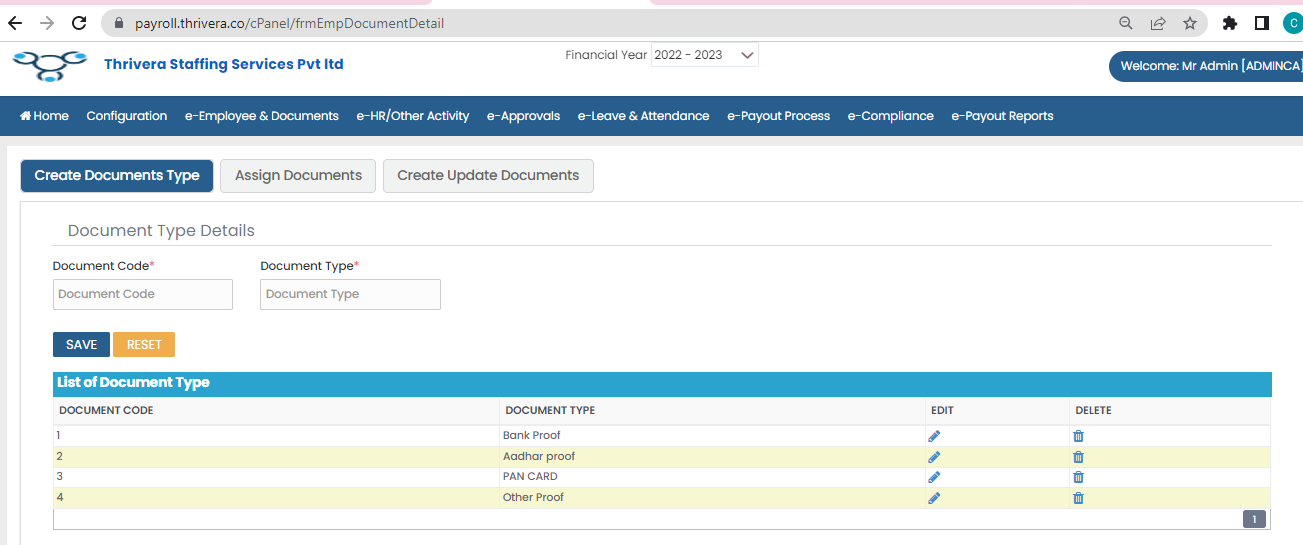 payroll.thrivera.co/cPanel/frmEmpDocumentDetail
C
Thrivera Staffing Services Pvt ltd
Financial Year 2022 - 2023
Welcome: Mr Admin [ADMINCA]
Home Configuration e-Employee & Documents e-HR/Other Activity e-Approvals e-Leave & Attendance e-Payout Process e-Compliance e-Payout Reports
Create Documents Type Assign Documents Create Update Documents
Document Type Details
Document Code* Document Type*
Document Code Document Type
SAVE RESET
List of Document Type
DOCUMENT CODE DOCUMENT TYPE EDIT DELETE
1 Bank Proof
2 Aadhar proof
3 PAN CARD
4 Other Proof
1